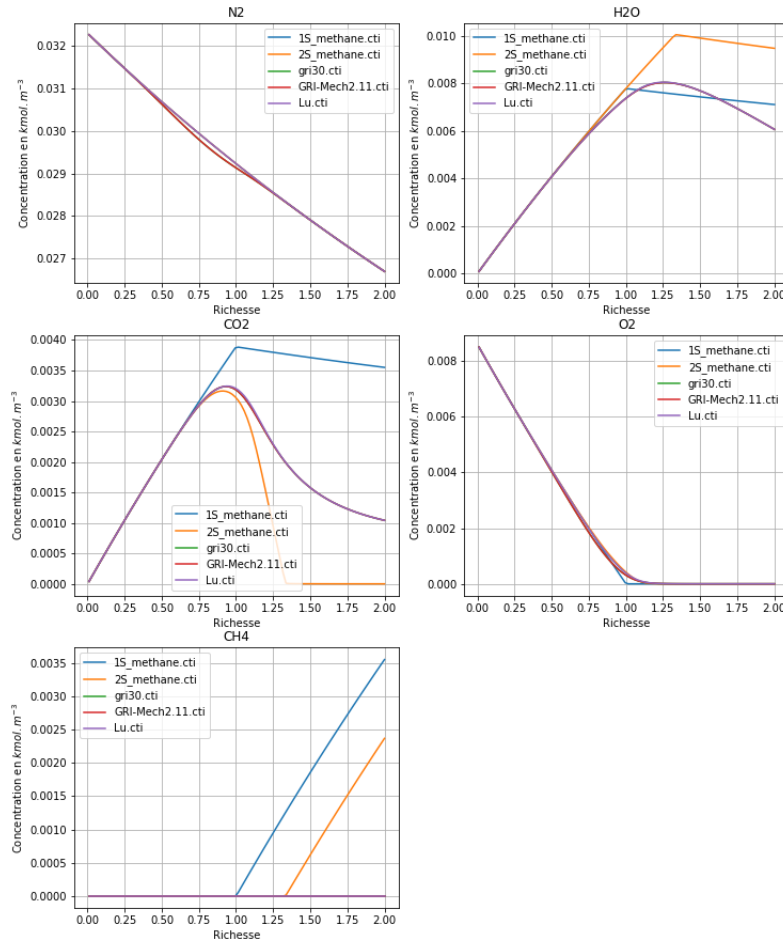 N2
Concentration en kmol.m⁻³
0.032
0.031
0.030
0.029
0.028
0.027
1S_methane.cti
2S_methane.cti
gri30.cti
GRI-Mech2.11.cti
Lu.cti
0.00 0.25 0.50 0.75 1.00 1.25 1.50 1.75 2.00
Richesse
H2O
Concentration en kmol.m⁻³
0.010
0.008
0.006
0.004
0.002
0.000
1S_methane.cti
2S_methane.cti
gri30.cti
GRI-Mech2.11.cti
Lu.cti
0.00 0.25 0.50 0.75 1.00 1.25 1.50 1.75 2.00
Richesse
CO2
Concentration en kmol.m⁻³
0.0040
0.0035
0.0030
0.0025
0.0020
0.0015
0.0010
0.0005
0.0000
1S_methane.cti
2S_methane.cti
gri30.cti
GRI-Mech2.11.cti
Lu.cti
0.00 0.25 0.50 0.75 1.00 1.25 1.50 1.75 2.00
Richesse
O2
Concentration en kmol.m⁻³
0.008
0.006
0.004
0.002
0.000
1S_methane.cti
2S_methane.cti
gri30.cti
GRI-Mech2.11.cti
Lu.cti
0.00 0.25 0.50 0.75 1.00 1.25 1.50 1.75 2.00
Richesse
CH4
Concentration en kmol.m⁻³
0.0035
0.0030
0.0025
0.0020
0.0015
0.0010
0.0005
0.0000
1S_methane.cti
2S_methane.cti
gri30.cti
GRI-Mech2.11.cti
Lu.cti
0.00 0.25 0.50 0.75 1.00 1.25 1.50 1.75 2.00
Richesse